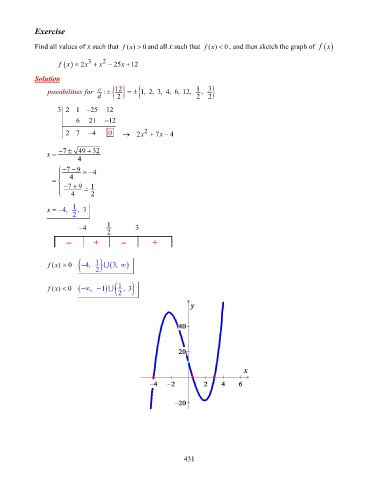 Exercise
Find all values of x such that f(x) > 0 and all x such that f(x) < 0, and then sketch the graph of f(x)
f(x) = 2x³ + x² − 25x + 12
Solution
possibilities for c/d : ±{12/2} = ±{1, 2, 3, 4, 6, 12, 1/2, 3/2}
3 | 2 1 −25 12
6 21 −12
2 7 −4 0 → 2x² + 7x − 4
x = (−7 ± √(49 + 32))/4
= { (−7 − 9)/4 = −4
(−7 + 9)/4 = 1/2
x = −4, 1/2, 3
−4 1/2 3
− + − +
f(x) > 0 (−4, 1/2) ∪ (3, ∞)
f(x) < 0 (−∞, −1) ∪ (1/2, 3)
y
40
20
x
−4 −2 2 4 6
−20
431